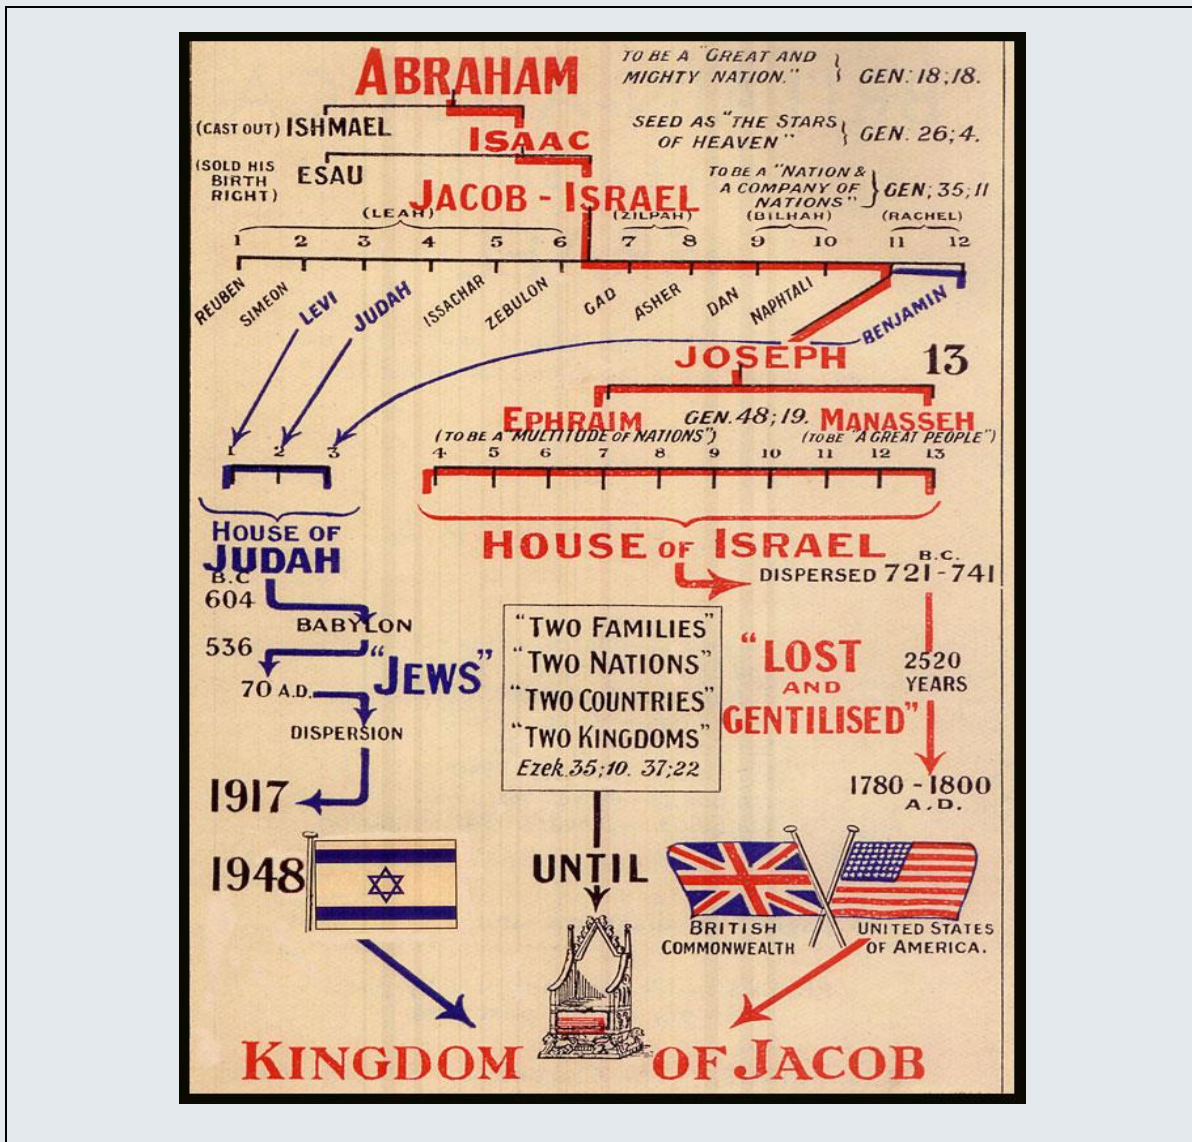 ABRAHAM
TO BE A "GREAT AND
MIGHTY NATION."
GEN: 18;18.
(CAST OUT) ISHMAEL
ISAAC
SEED AS "THE STARS
OF HEAVEN"
GEN. 26;4.
(SOLD HIS
BIRTH
RIGHT)
ESAU
JACOB - ISRAEL
TO BE A "NATION &
A COMPANY OF
NATIONS"
GEN; 35;11
(LEAH)
(ZILPAH)
(BILHAH)
(RACHEL)
1 2 3 4 5 6 7 8 9 10 11 12
REUBEN
SIMEON
LEVI
JUDAH
ISSACHAR
ZEBULON
GAD
ASHER
DAN
NAPHTALI
BENJAMIN
JOSEPH
13
EPHRAIM
GEN. 48;19.
MANASSEH
(TO BE A "MULTITUDE OF NATIONS")
(TO BE "A GREAT PEOPLE")
1 2 3
4 5 6 7 8 9 10 11 12 13
HOUSE OF
JUDAH
HOUSE OF ISRAEL
B.C.
DISPERSED 721-741
B.C
604
BABYLON
536
"JEWS"
70 A.D.
DISPERSION
"TWO FAMILIES"
"TWO NATIONS"
"TWO COUNTRIES"
"TWO KINGDOMS"
Ezek.35;10. 37;22
"LOST
AND
GENTILISED"
2520
YEARS
1780-1800
A.D.
1917
1948
UNTIL
BRITISH
COMMONWEALTH
UNITED STATES
OF AMERICA.
KINGDOM OF JACOB